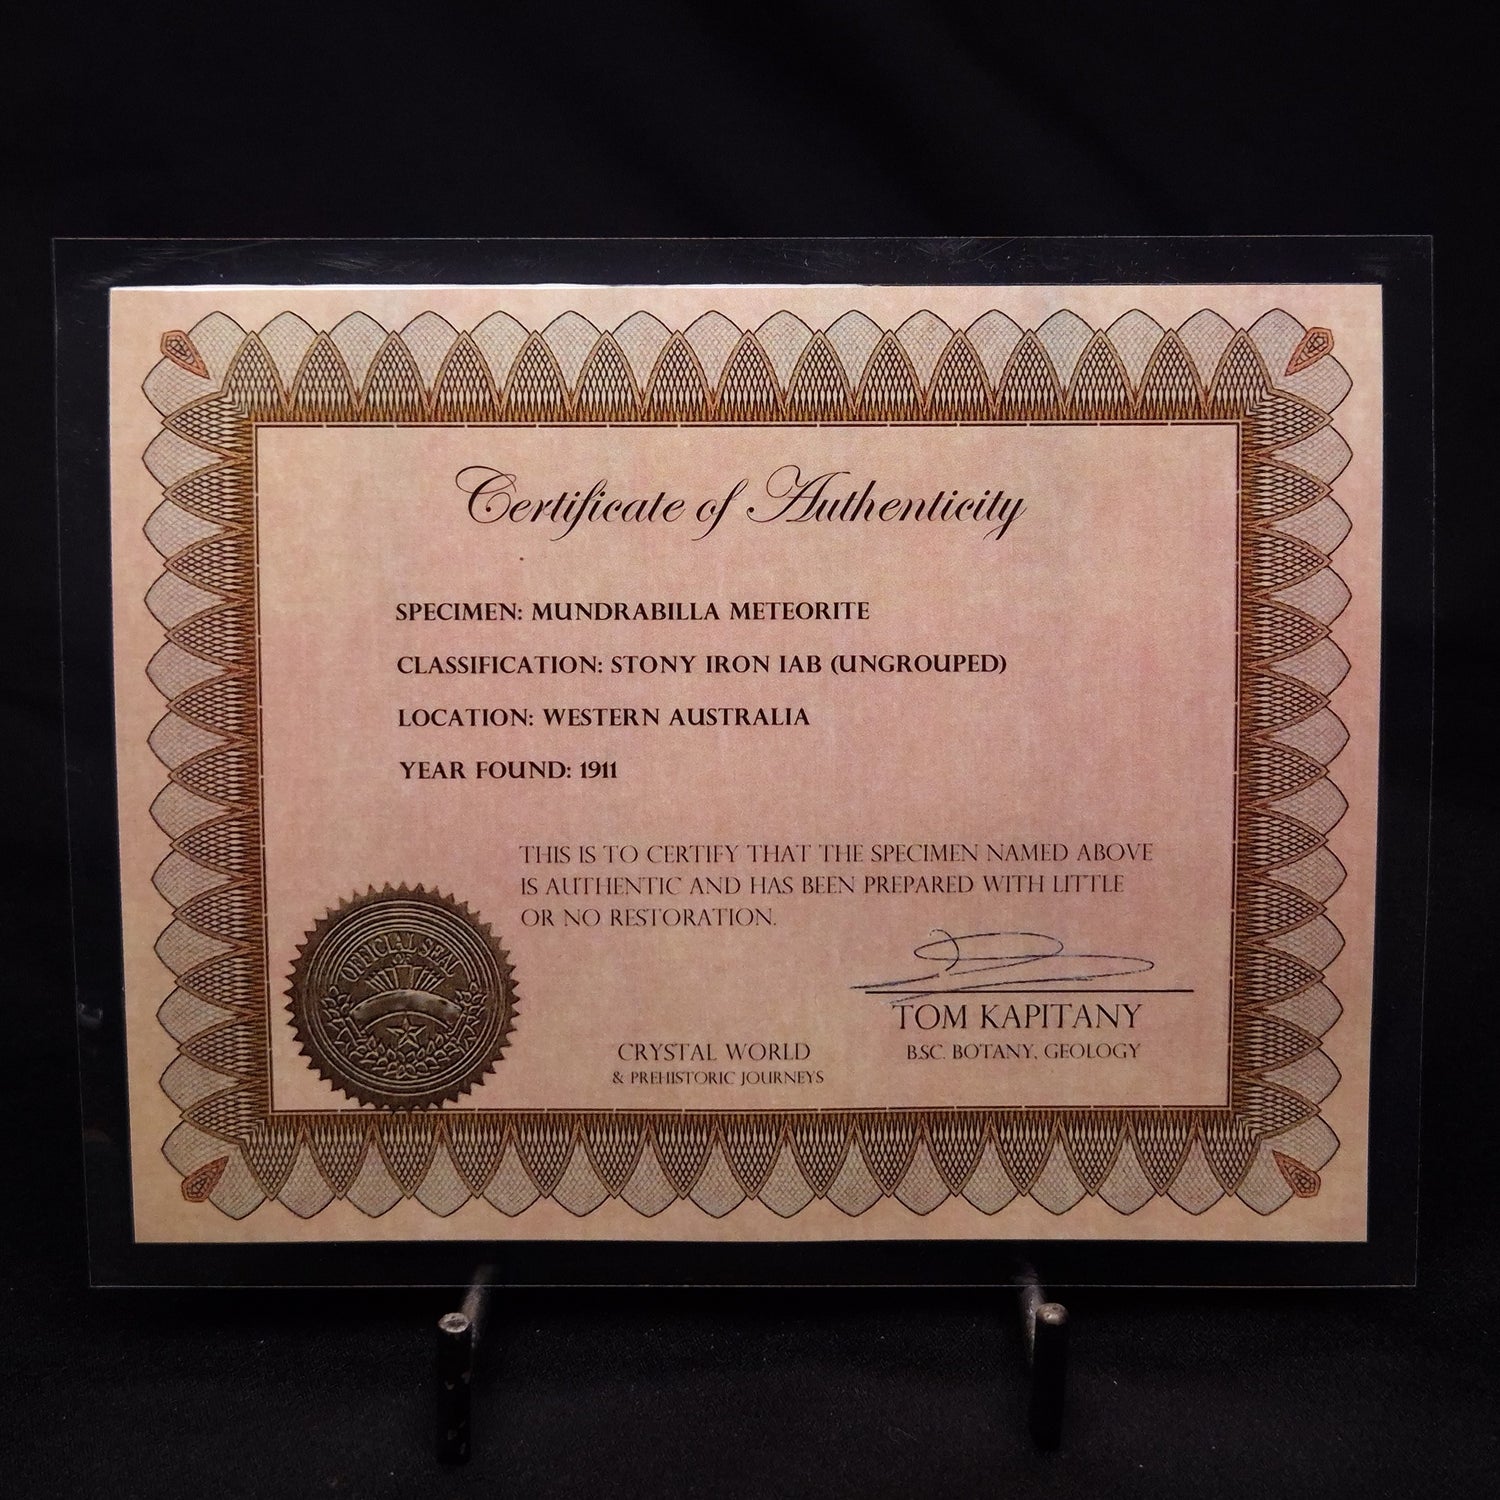 Certificate of Authenticity
SPECIMEN: MUNDRABILLA METEORITE
CLASSIFICATION: STONY IRON IAB (UNGROUPED)
LOCATION: WESTERN AUSTRALIA
YEAR FOUND: 1911
THIS IS TO CERTIFY THAT THE SPECIMEN NAMED ABOVE
IS AUTHENTIC AND HAS BEEN PREPARED WITH LITTLE
OR NO RESTORATION.
OFFICIAL SEAL
OF
TOM KAPITANY
B.SC. BOTANY, GEOLOGY
CRYSTAL WORLD
& PREHISTORIC JOURNEYS